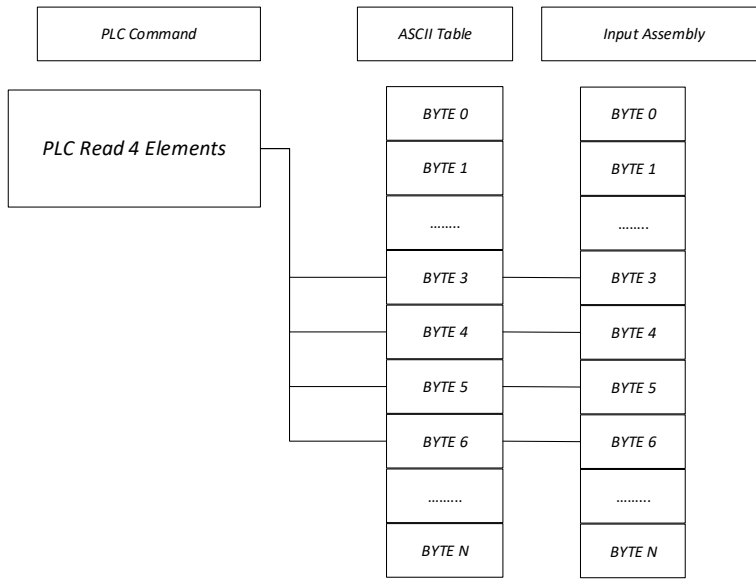 PLC Command
ASCII Table
Input Assembly
PLC Read 4 Elements
BYTE 0
BYTE 0
BYTE 1
BYTE 1
........
........
BYTE 3
BYTE 3
BYTE 4
BYTE 4
BYTE 5
BYTE 5
BYTE 6
BYTE 6
.........
.........
BYTE N
BYTE N